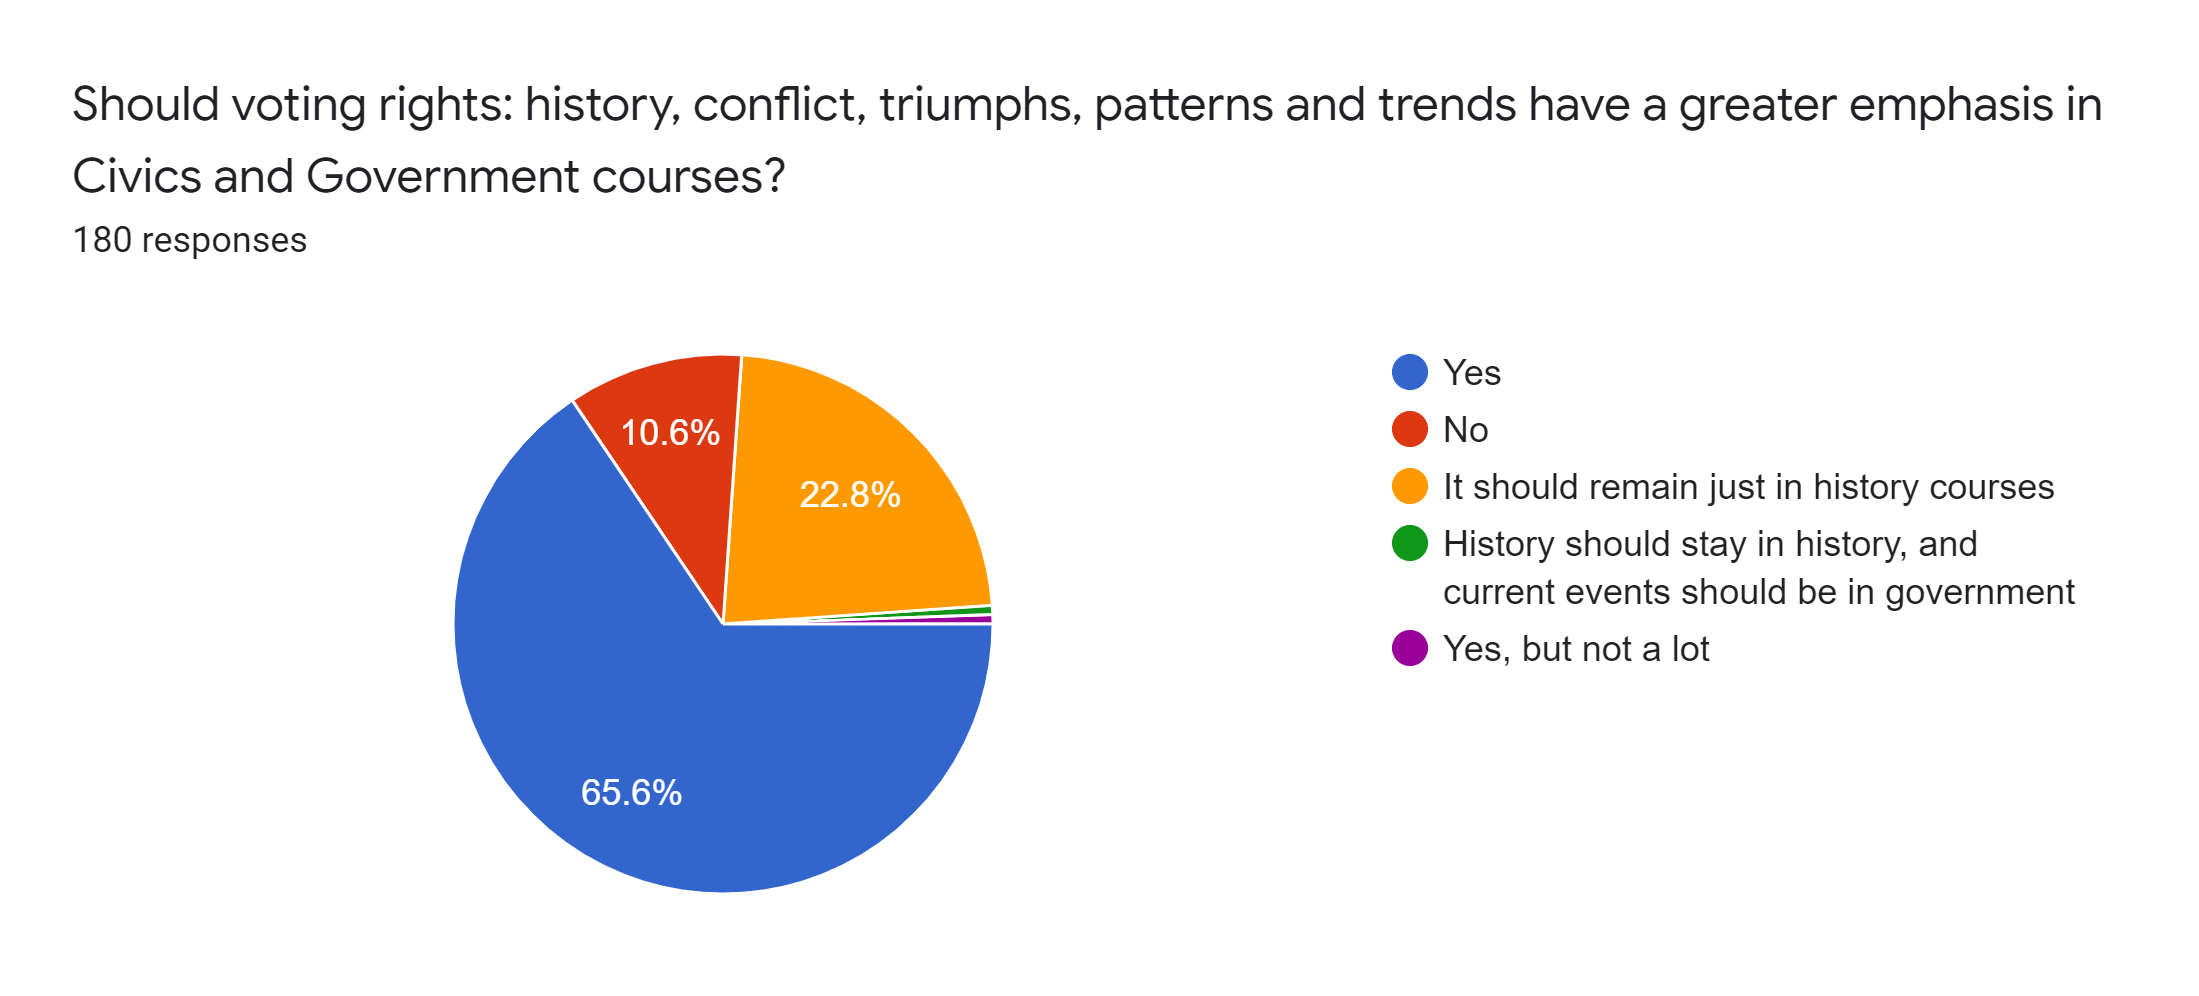 Should voting rights: history, conflict, triumphs, patterns and trends have a greater emphasis in
Civics and Government courses?
180 responses
10.6%
22.8%
65.6%
Yes
No
It should remain just in history courses
History should stay in history, and
current events should be in government
Yes, but not a lot